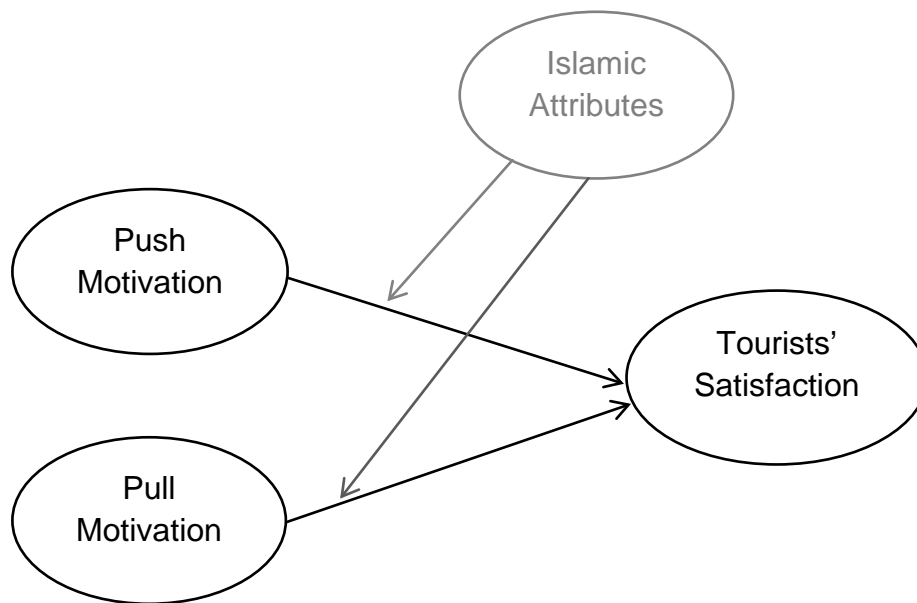 Islamic
Attributes
Push
Motivation
Tourists’
Satisfaction
Pull
Motivation